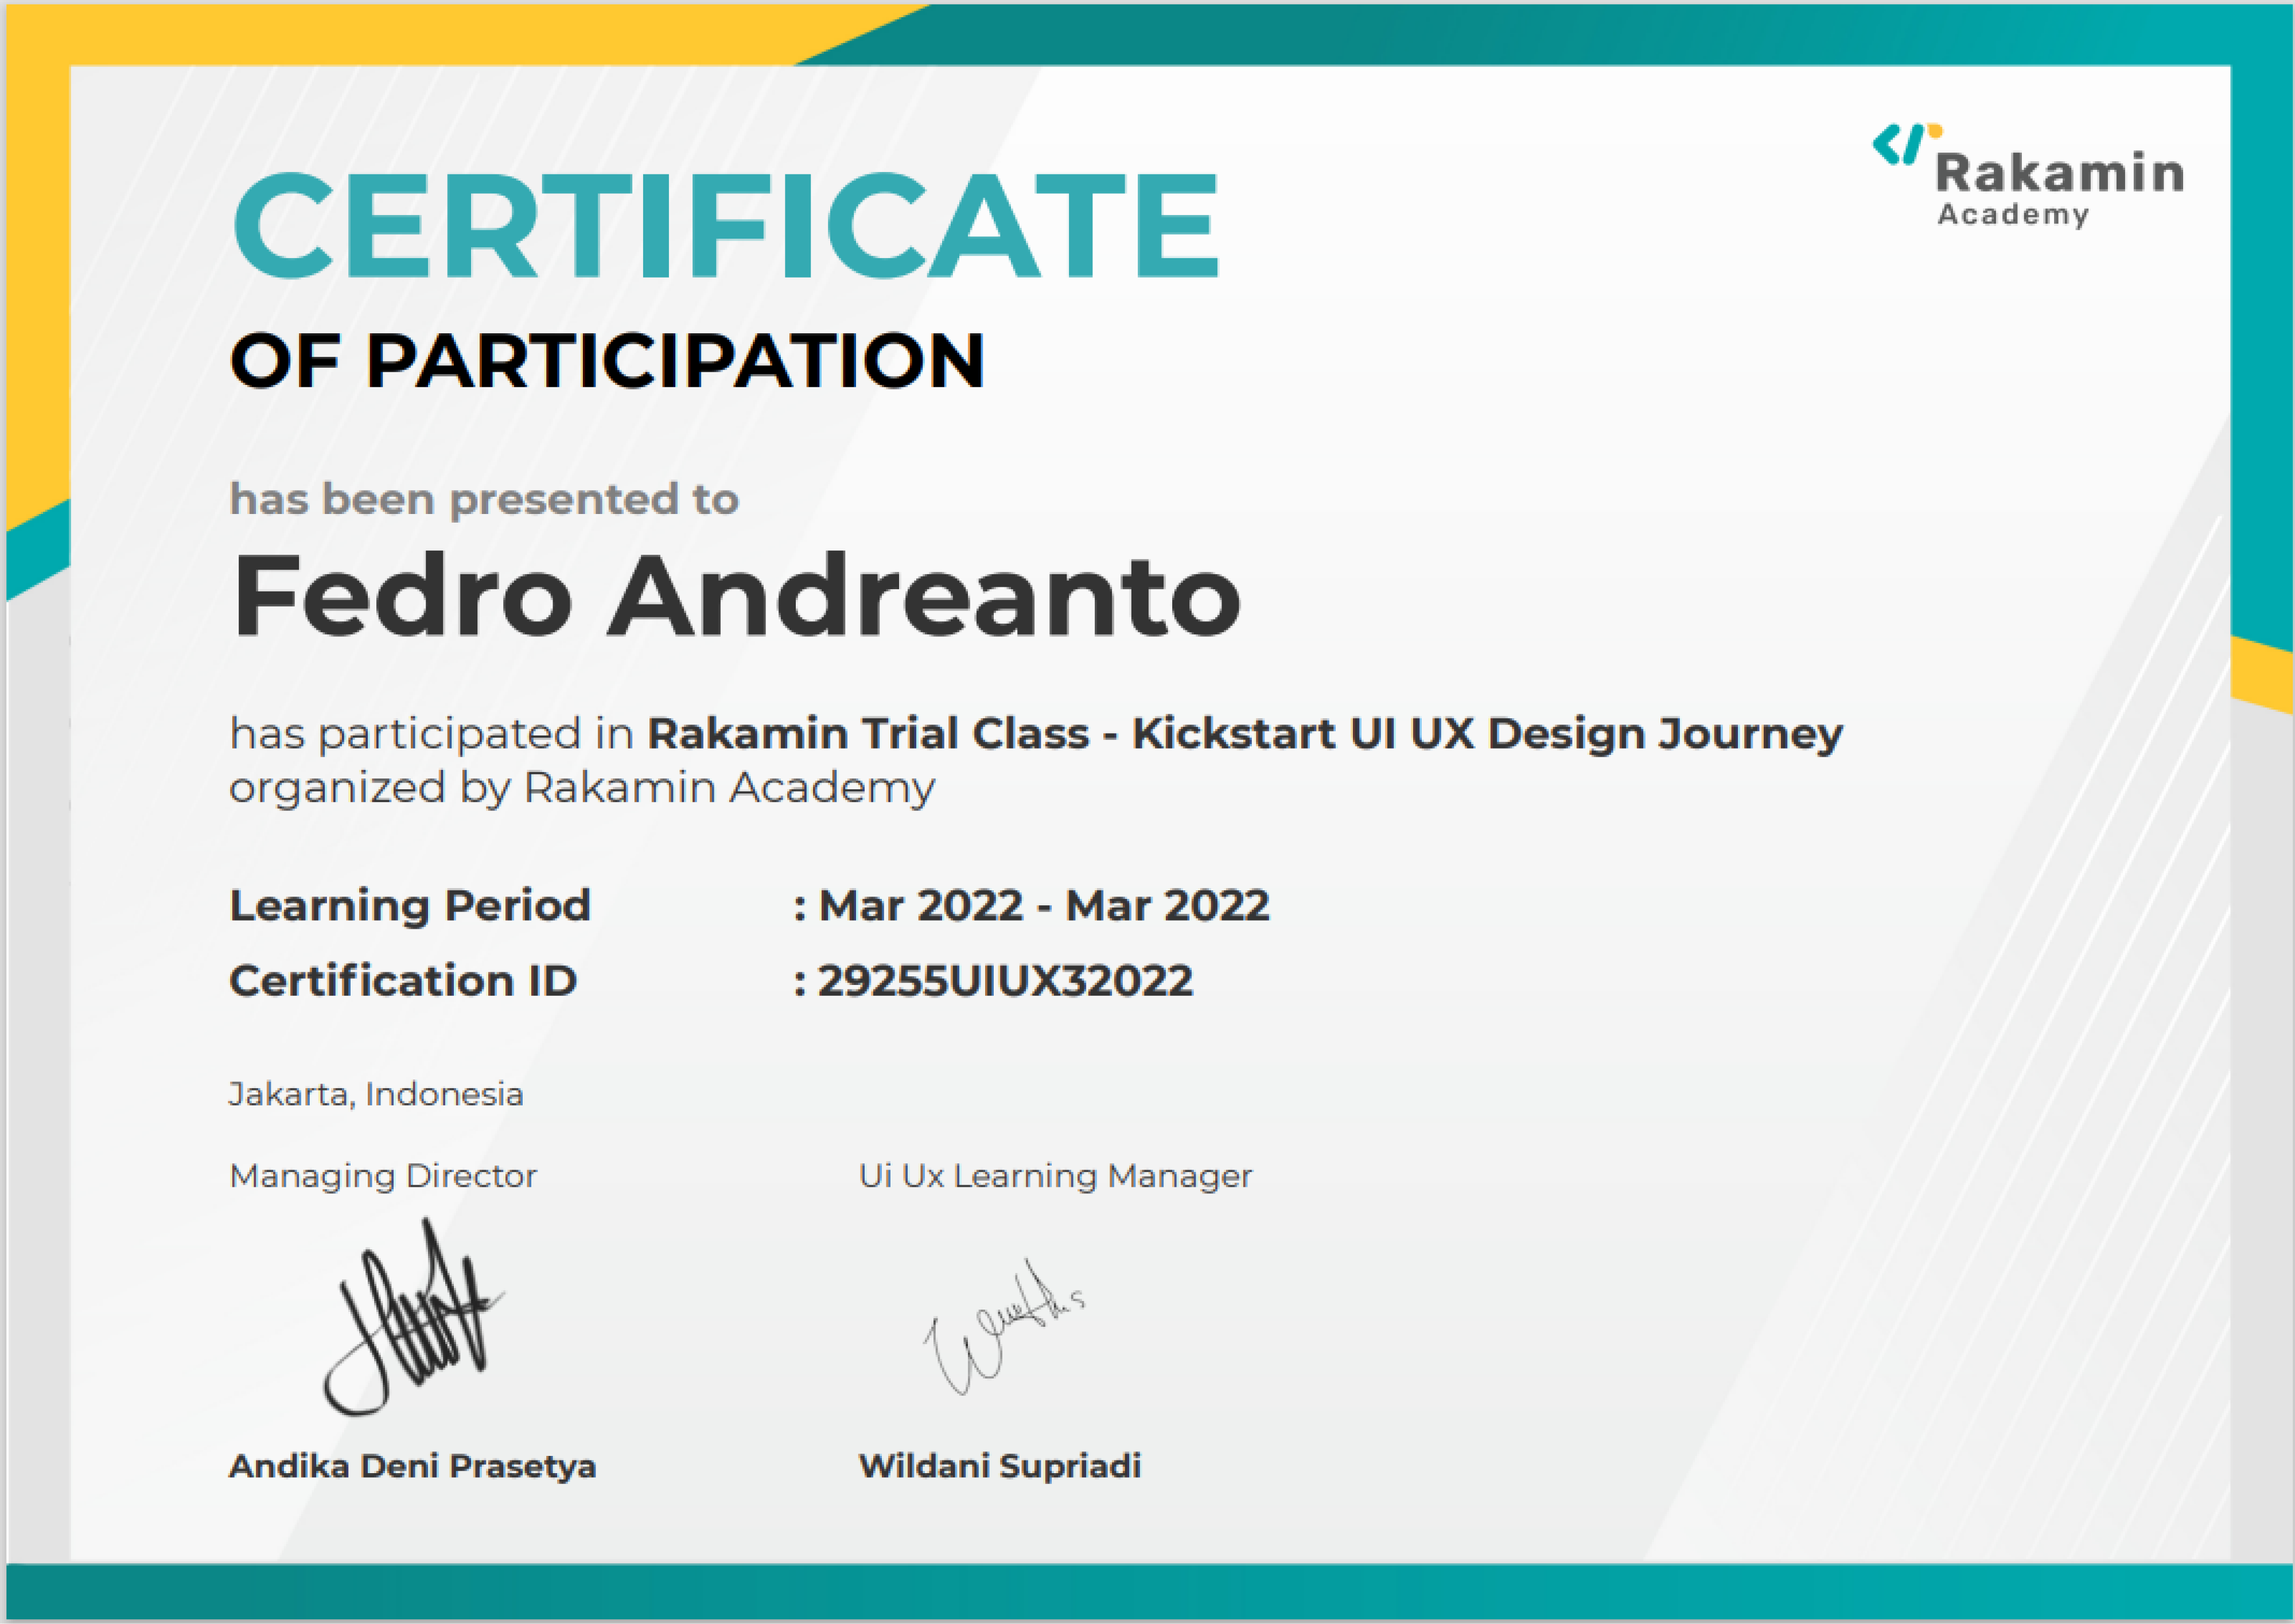 Rakamin
Academy
CERTIFICATE
OF PARTICIPATION
has been presented to
Fedro Andreanto
has participated in Rakamin Trial Class - Kickstart UI UX Design Journey
organized by Rakamin Academy
Learning Period : Mar 2022 - Mar 2022
Certification ID : 29255UIUX32022
Jakarta, Indonesia
Managing Director
Ui Ux Learning Manager
Andika Deni Prasetya
Wildani Supriadi